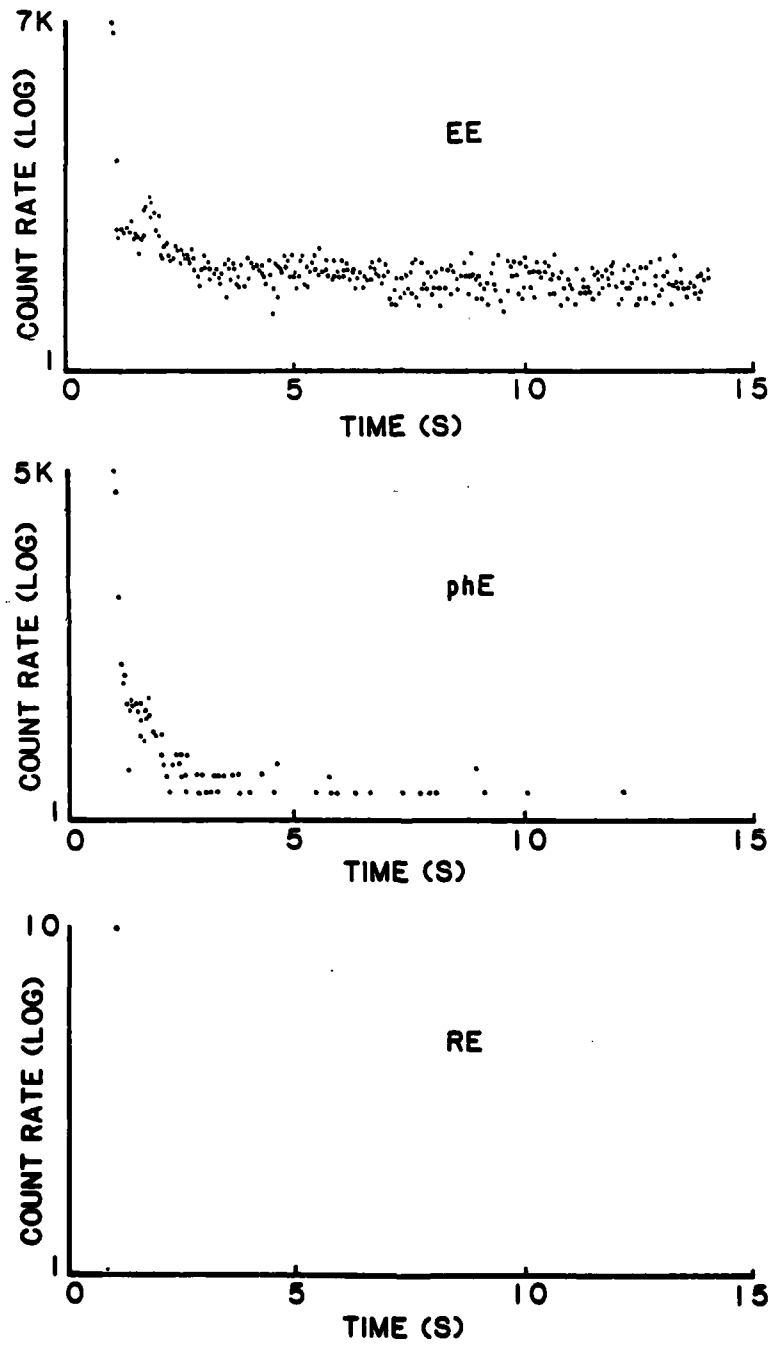 7K
COUNT RATE (LOG)
EE
1
0 5 10 15
TIME (S)
5K
COUNT RATE (LOG)
phE
1
0 5 10 15
TIME (S)
10
COUNT RATE (LOG)
RE
1
0 5 10 15
TIME (S)